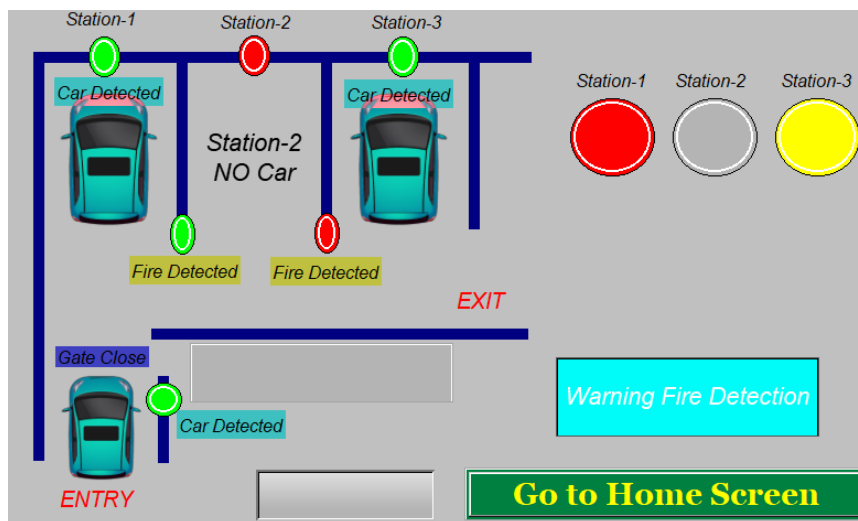 Station-1
Station-2
Station-3
Car Detected
Car Detected
Station-1
Station-2
Station-3
Station-2
NO Car
Fire Detected
Fire Detected
EXIT
Gate Close
Car Detected
Warning Fire Detection
ENTRY
Go to Home Screen